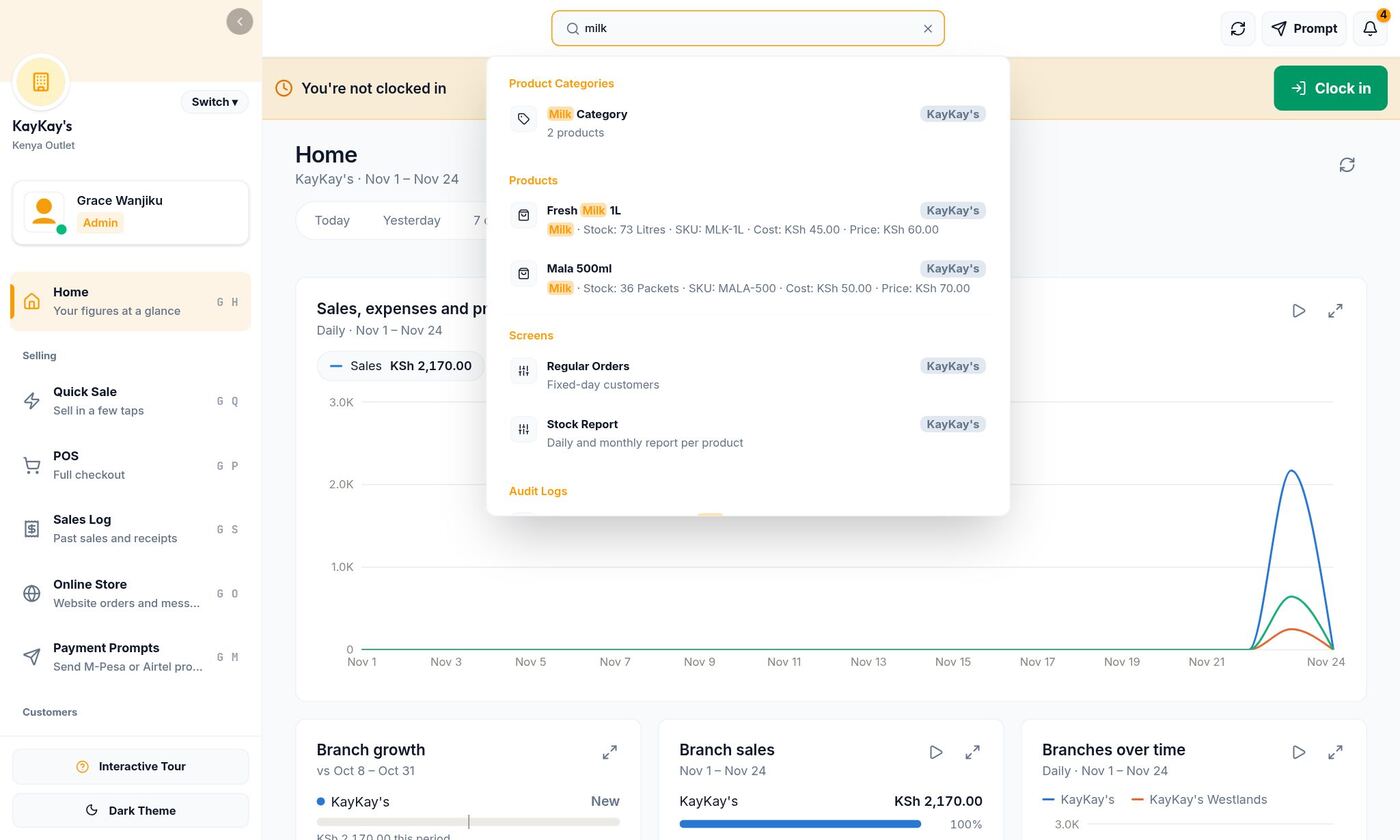 milk
Prompt
4
KayKay's
Kenya Outlet
Switch ▾
Grace Wanjiku
Admin
Home
Your figures at a glance
G H
Selling
Quick Sale
Sell in a few taps
G Q
POS
Full checkout
G P
Sales Log
Past sales and receipts
G S
Online Store
Website orders and mess...
G O
Payment Prompts
Send M-Pesa or Airtel pro...
G M
Customers
Interactive Tour
Dark Theme
You're not clocked in
Clock in
Home
KayKay's · Nov 1 – Nov 24
Today
Yesterday
Product Categories
Milk Category
KayKay's
2 products
Products
Fresh Milk 1L
KayKay's
Milk · Stock: 73 Litres · SKU: MLK-1L · Cost: KSh 45.00 · Price: KSh 60.00
Mala 500ml
KayKay's
Milk · Stock: 36 Packets · SKU: MALA-500 · Cost: KSh 50.00 · Price: KSh 70.00
Screens
Regular Orders
KayKay's
Fixed-day customers
Stock Report
KayKay's
Daily and monthly report per product
Audit Logs
Sales, expenses and
Daily · Nov 1 – Nov 24
Sales KSh 2,170.00
3.0K
2.0K
1.0K
0
Nov 1 Nov 3 Nov 5 Nov 7 Nov 9 Nov 11 Nov 13 Nov 15 Nov 17 Nov 19 Nov 21 Nov 24
Branch growth
vs Oct 8 – Oct 31
KayKay's
New
KSh 2,170.00 this period
Branch sales
Nov 1 – Nov 24
KayKay's
KSh 2,170.00
100%
Branches over time
Daily · Nov 1 – Nov 24
KayKay's
KayKay's Westlands
3.0K